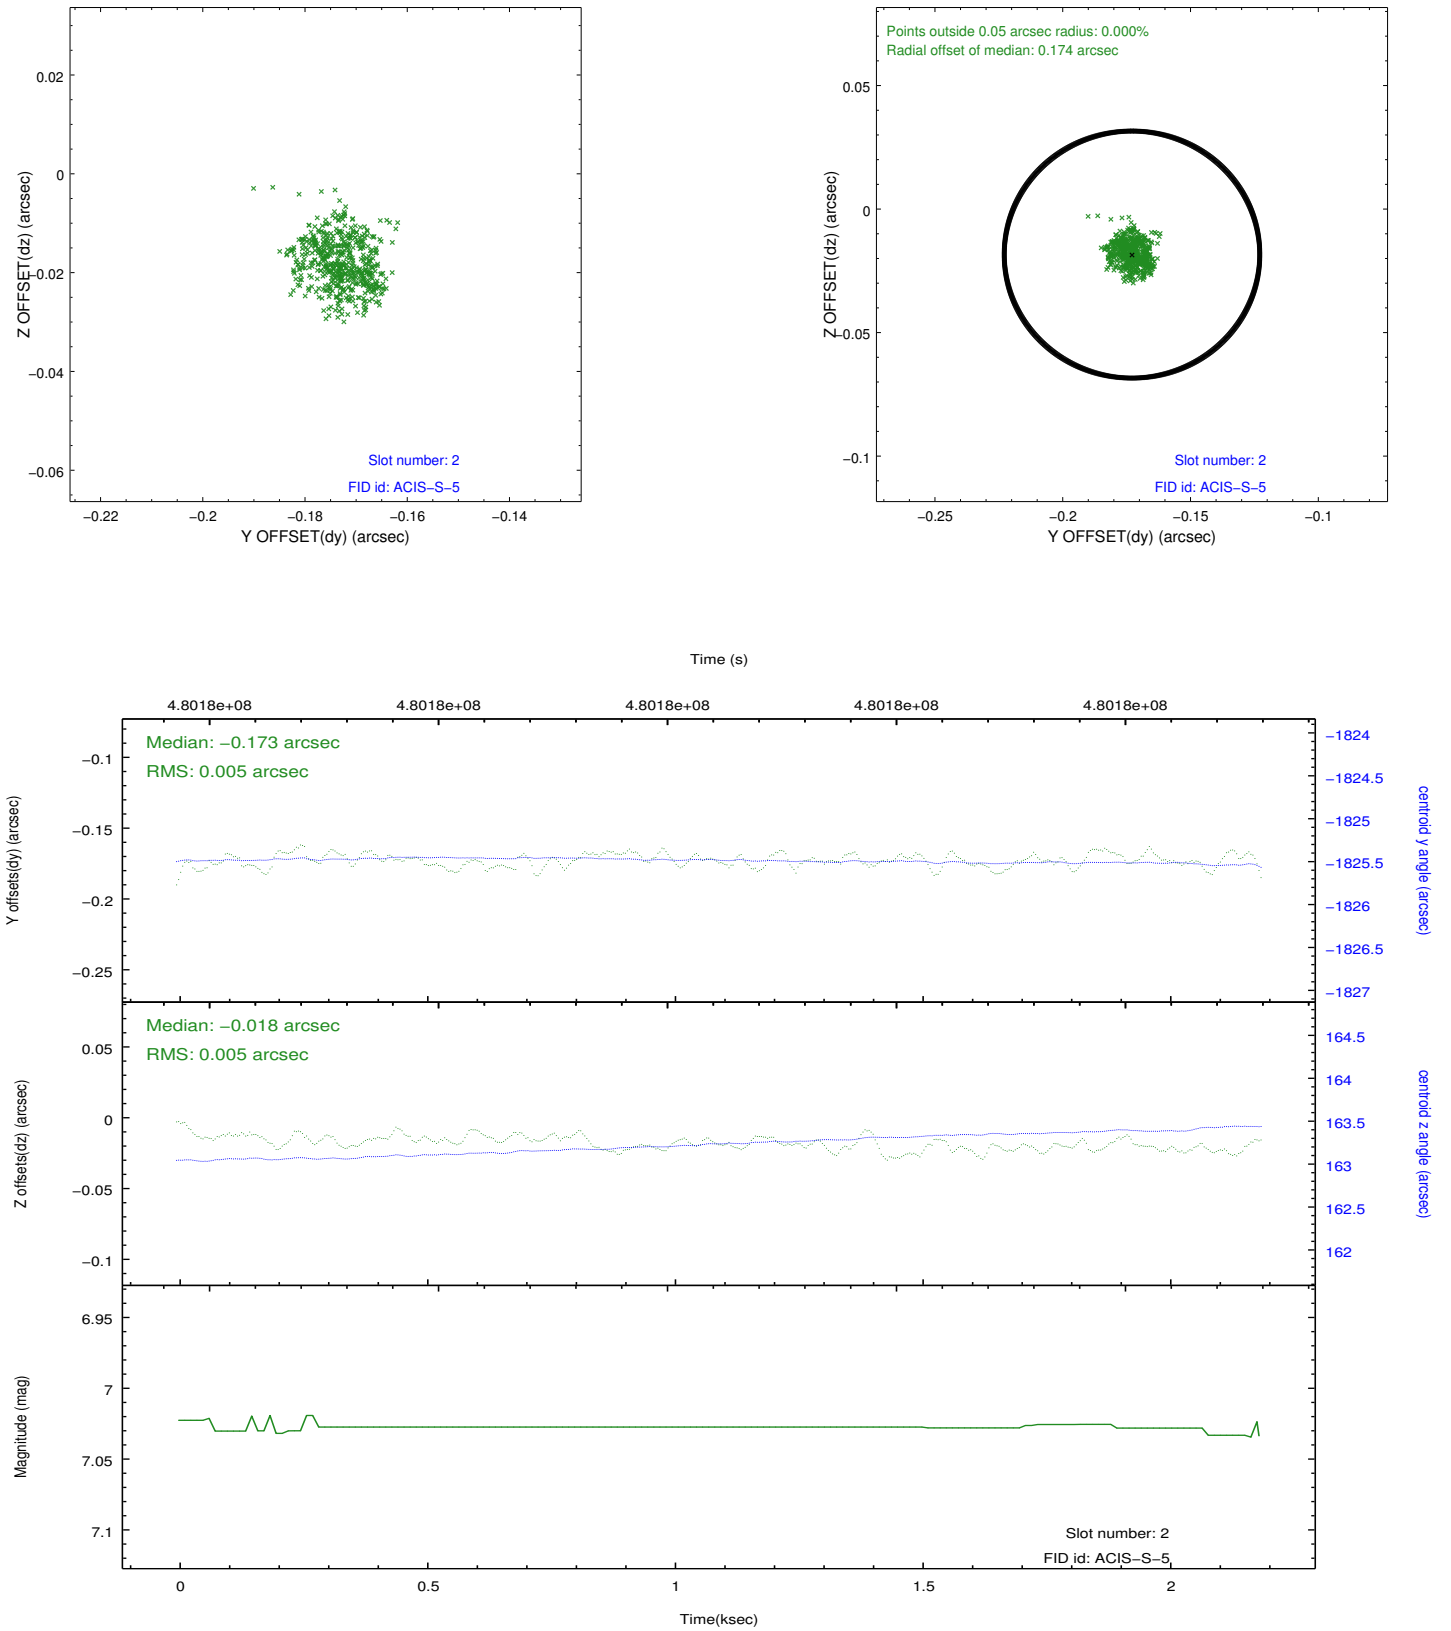 0.02
0
−0.02
−0.04
−0.06
Z OFFSET(dz) (arcsec)
Slot number: 2
FID id: ACIS−S−5
−0.22
−0.2
−0.18
−0.16
−0.14
Y OFFSET(dy) (arcsec)
Points outside 0.05 arcsec radius: 0.000%
Radial offset of median: 0.174 arcsec
0.05
0
−0.05
−0.1
Z OFFSET(dz) (arcsec)
Slot number: 2
FID id: ACIS−S−5
−0.25
−0.2
−0.15
−0.1
Y OFFSET(dy) (arcsec)
Time (s)
4.8018e+08 4.8018e+08 4.8018e+08 4.8018e+08 4.8018e+08
Median: −0.173 arcsec
RMS: 0.005 arcsec
−0.1
−0.15
−0.2
−0.25
Y offsets(dy) (arcsec)
−1824
−1824.5
−1825
−1825.5
−1826
−1826.5
−1827
centroid y angle (arcsec)
Median: −0.018 arcsec
RMS: 0.005 arcsec
0.05
0
−0.05
−0.1
Z offsets(dz) (arcsec)
164.5
164
163.5
163
162.5
162
centroid z angle (arcsec)
6.95
7
7.05
7.1
Magnitude (mag)
Slot number: 2
FID id: ACIS−S−5
0 0.5 1 1.5 2
Time(ksec)